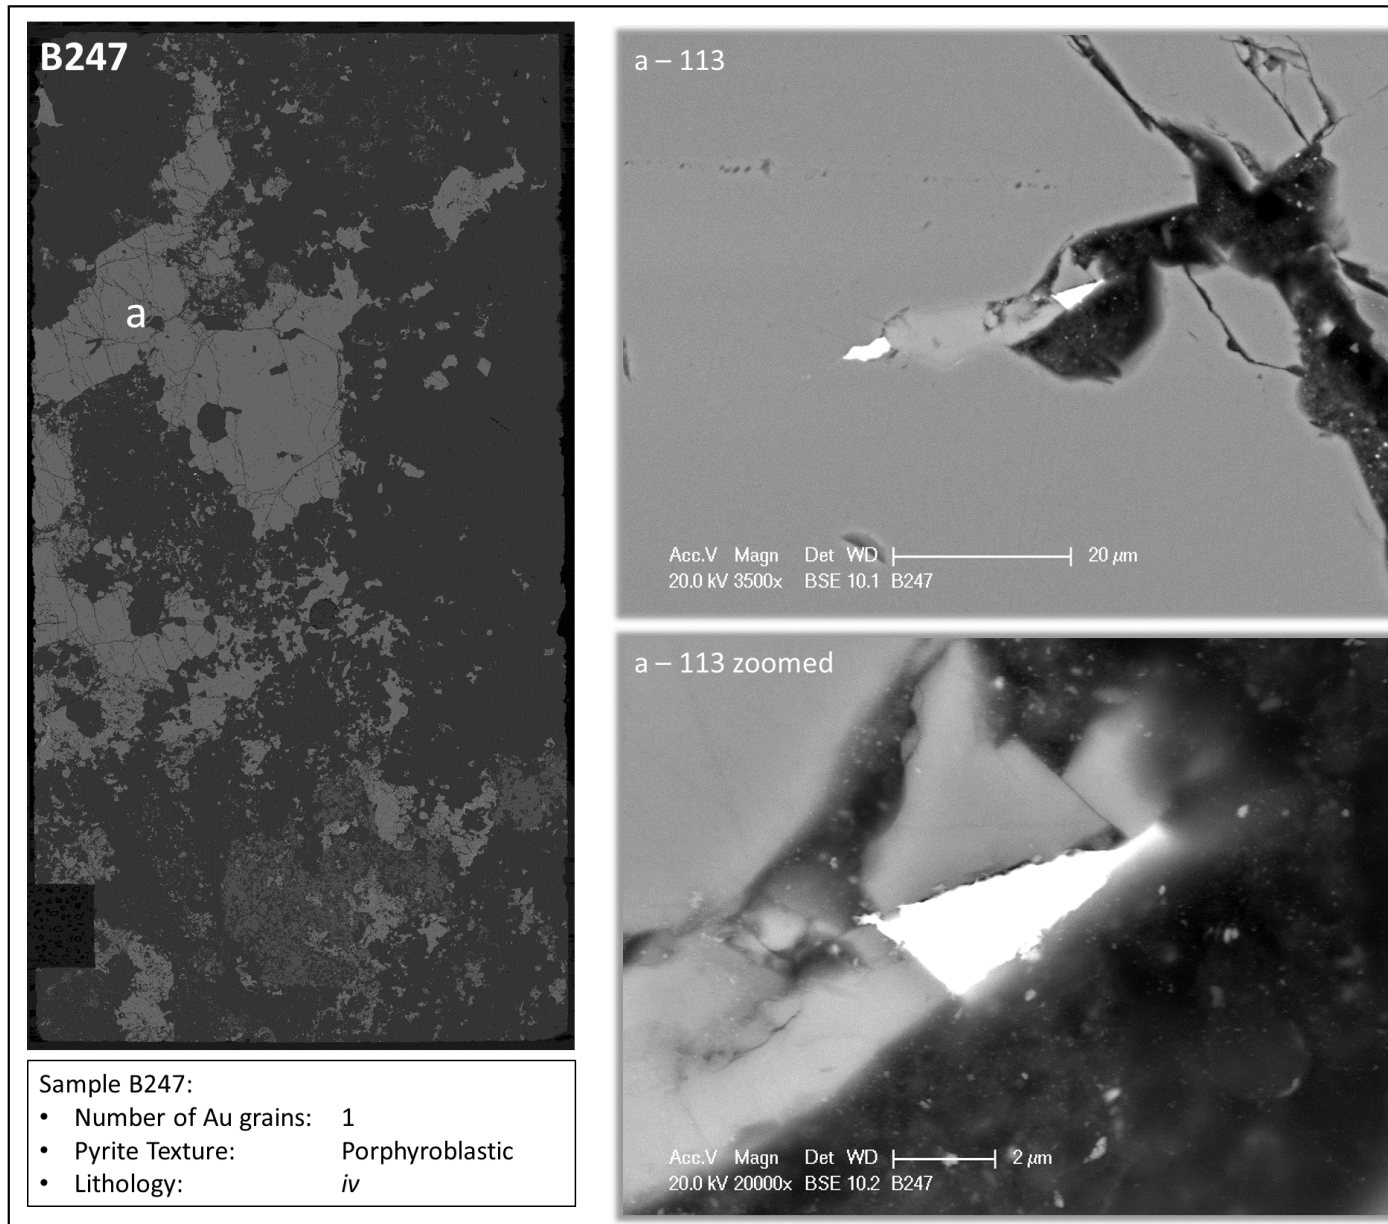 B247
a
a – 113
Acc.V Magn Det WD 20 µm
20.0 kV 3500x BSE 10.1 B247
a – 113 zoomed
Acc.V Magn Det WD 2 µm
20.0 kV 20000x BSE 10.2 B247
Sample B247:
• Number of Au grains: 1
• Pyrite Texture: Porphyroblastic
• Lithology: iv